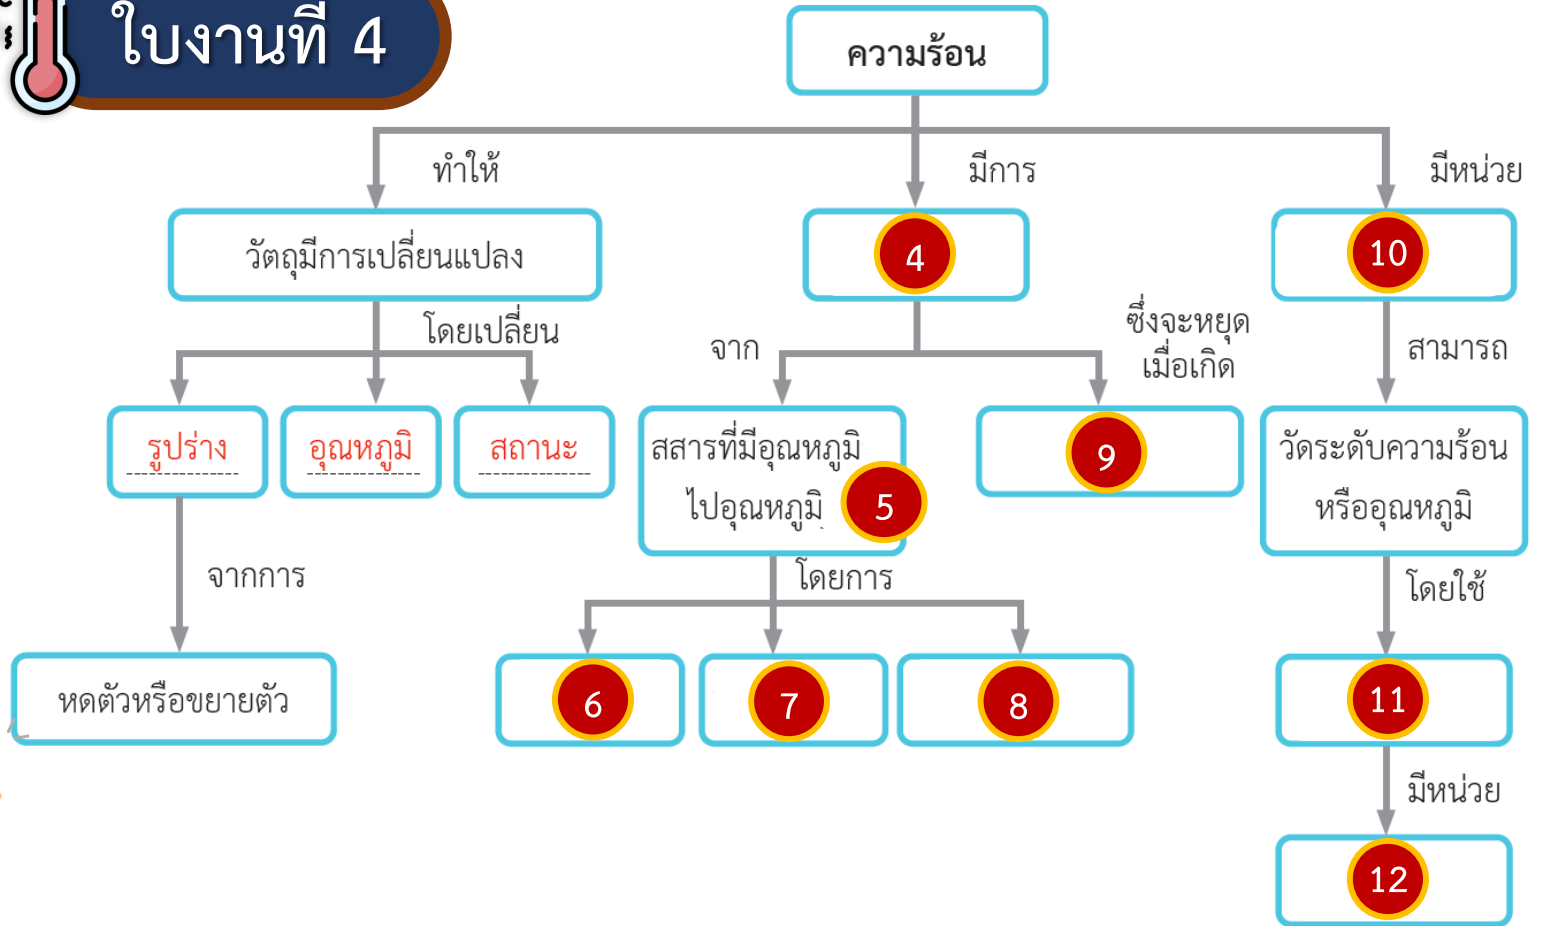 ใบงานที่ 4
ความร้อน
ทำให้
มีการ
มีหน่วย
วัตถุมีการเปลี่ยนแปลง
4
10
โดยเปลี่ยน
จาก
ซึ่งจะหยุด
เมื่อเกิด
สามารถ
รูปร่าง
อุณหภูมิ
สถานะ
สสารที่มีอุณหภูมิ
ไปอุณหภูมิ
5
9
วัดระดับความร้อน
หรืออุณหภูมิ
จากการ
โดยการ
โดยใช้
หดตัวหรือขยายตัว
6
7
8
11
มีหน่วย
12